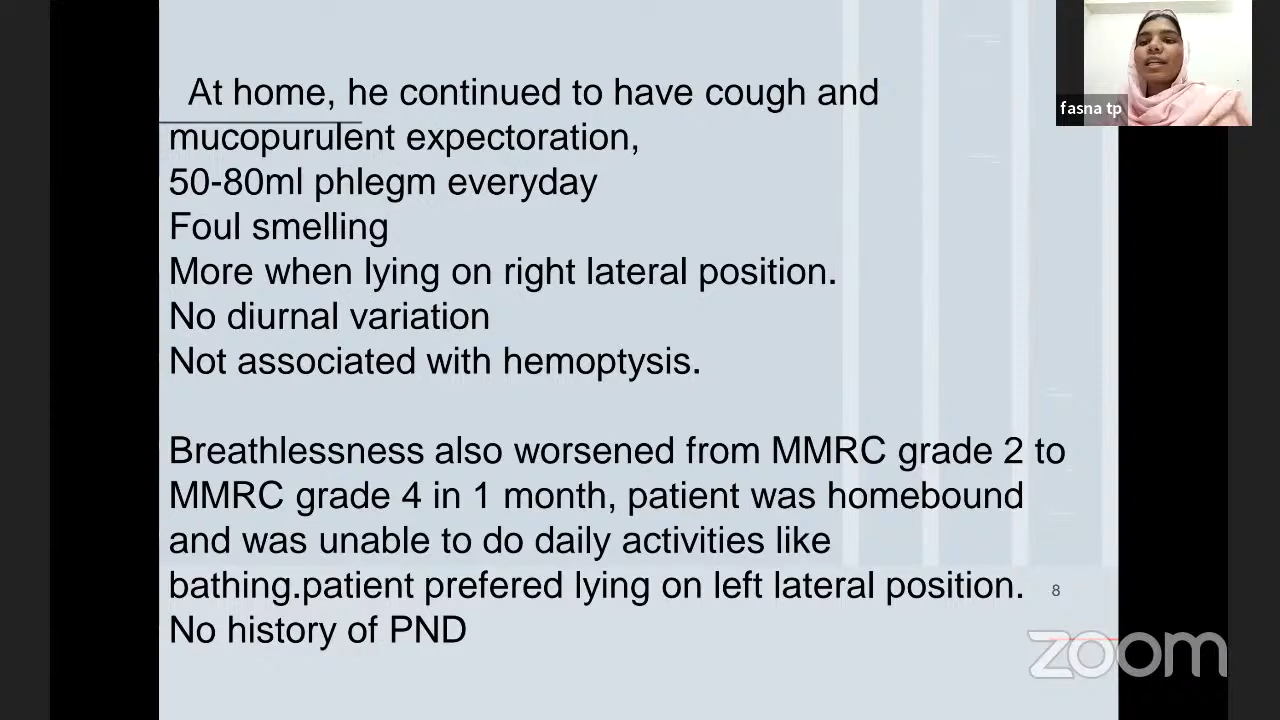 At home, he continued to have cough and
mucopurulent expectoration,
50-80ml phlegm everyday
Foul smelling
More when lying on right lateral position.
No diurnal variation
Not associated with hemoptysis.
Breathlessness also worsened from MMRC grade 2 to
MMRC grade 4 in 1 month, patient was homebound
and was unable to do daily activities like
bathing.patient prefered lying on left lateral position.
No history of PND
8
fasna tp
zoom